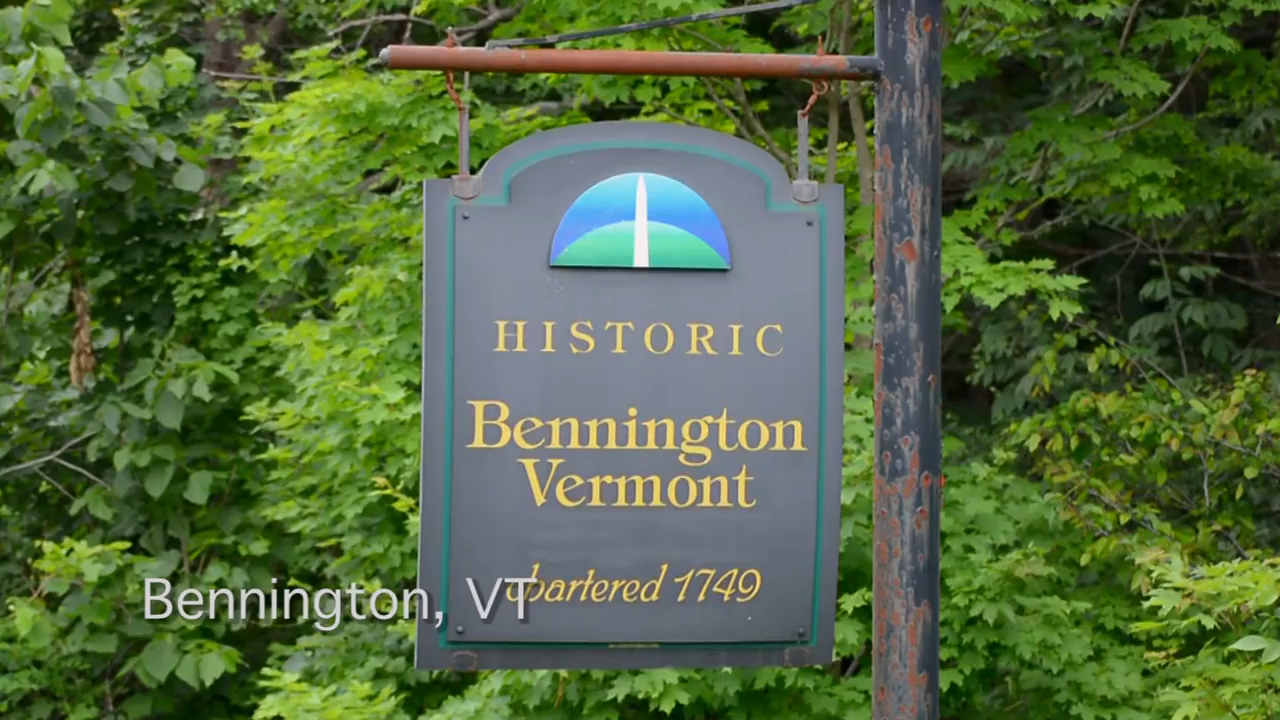 HISTORIC
Bennington
Vermont
chartered 1749
Bennington, VT